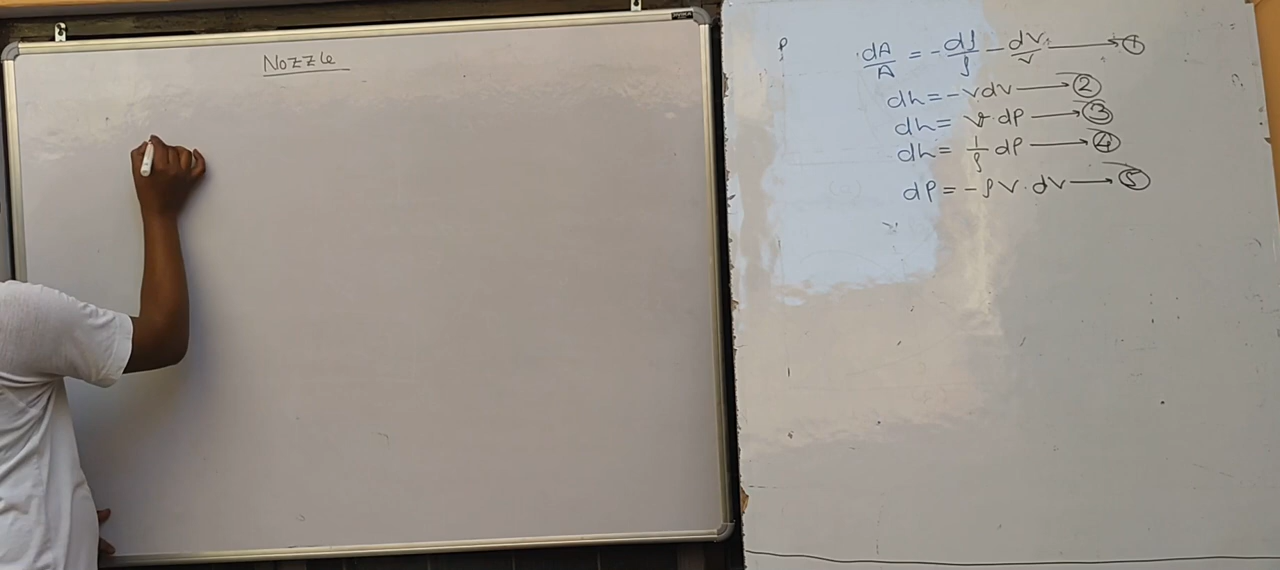 Nozzle
ρ
dA/A = - dρ/ρ - dV/V → ①
dh = - V dV → ②
dh = v · dP → ③
dh = 1/ρ dP → ④
dP = - ρ V · dV → ⑤